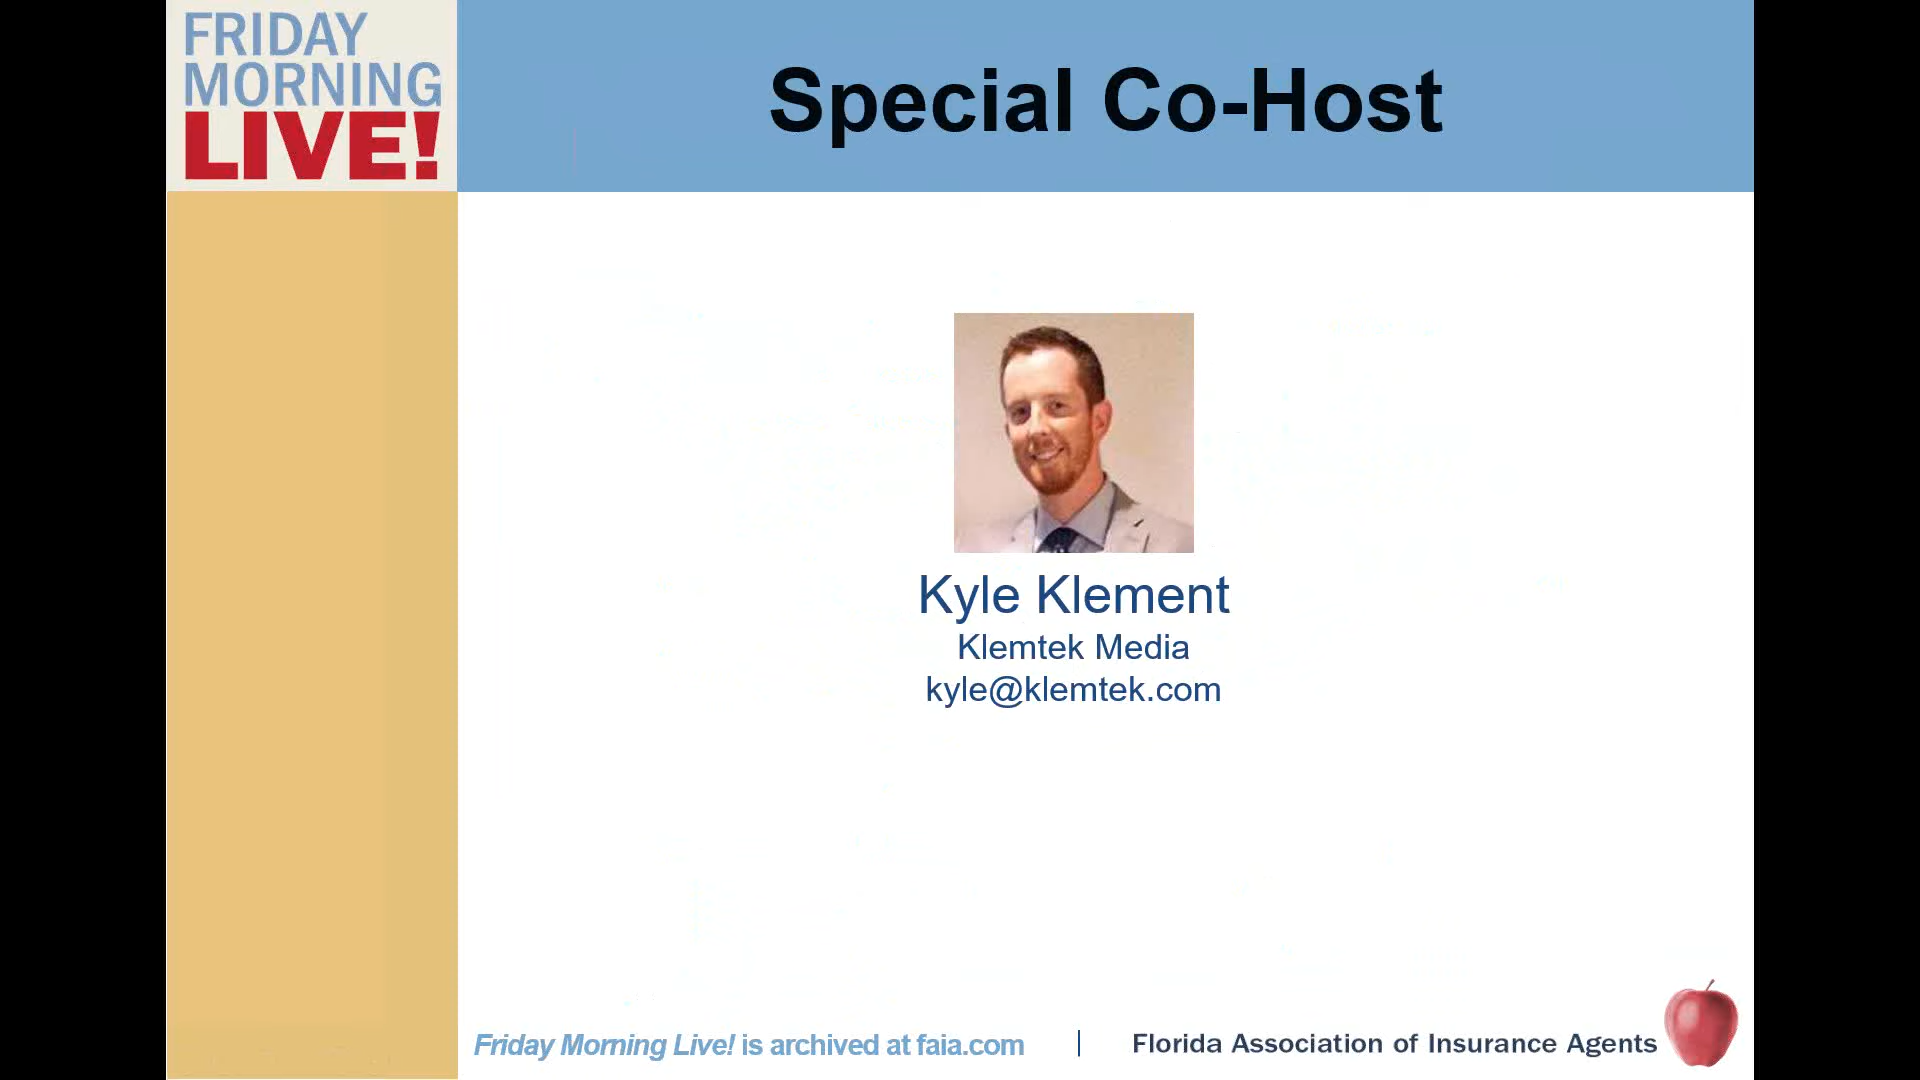 FRIDAY
MORNING
LIVE!
Special Co-Host
Kyle Klement
Klemtek Media
kyle@klemtek.com
Friday Morning Live! is archived at faia.com | Florida Association of Insurance Agents